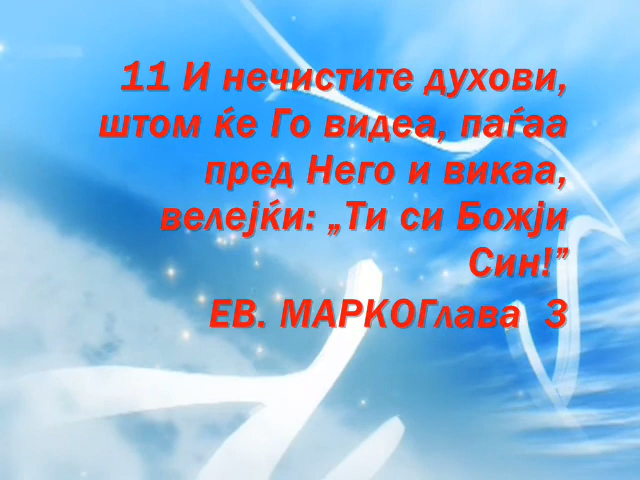 11 И нечистите духови,
штом ќе Го видеа, паѓаа
пред Него и викаа,
велејќи: „Ти си Божји
Син!”
ЕВ. МАРКОГлава 3